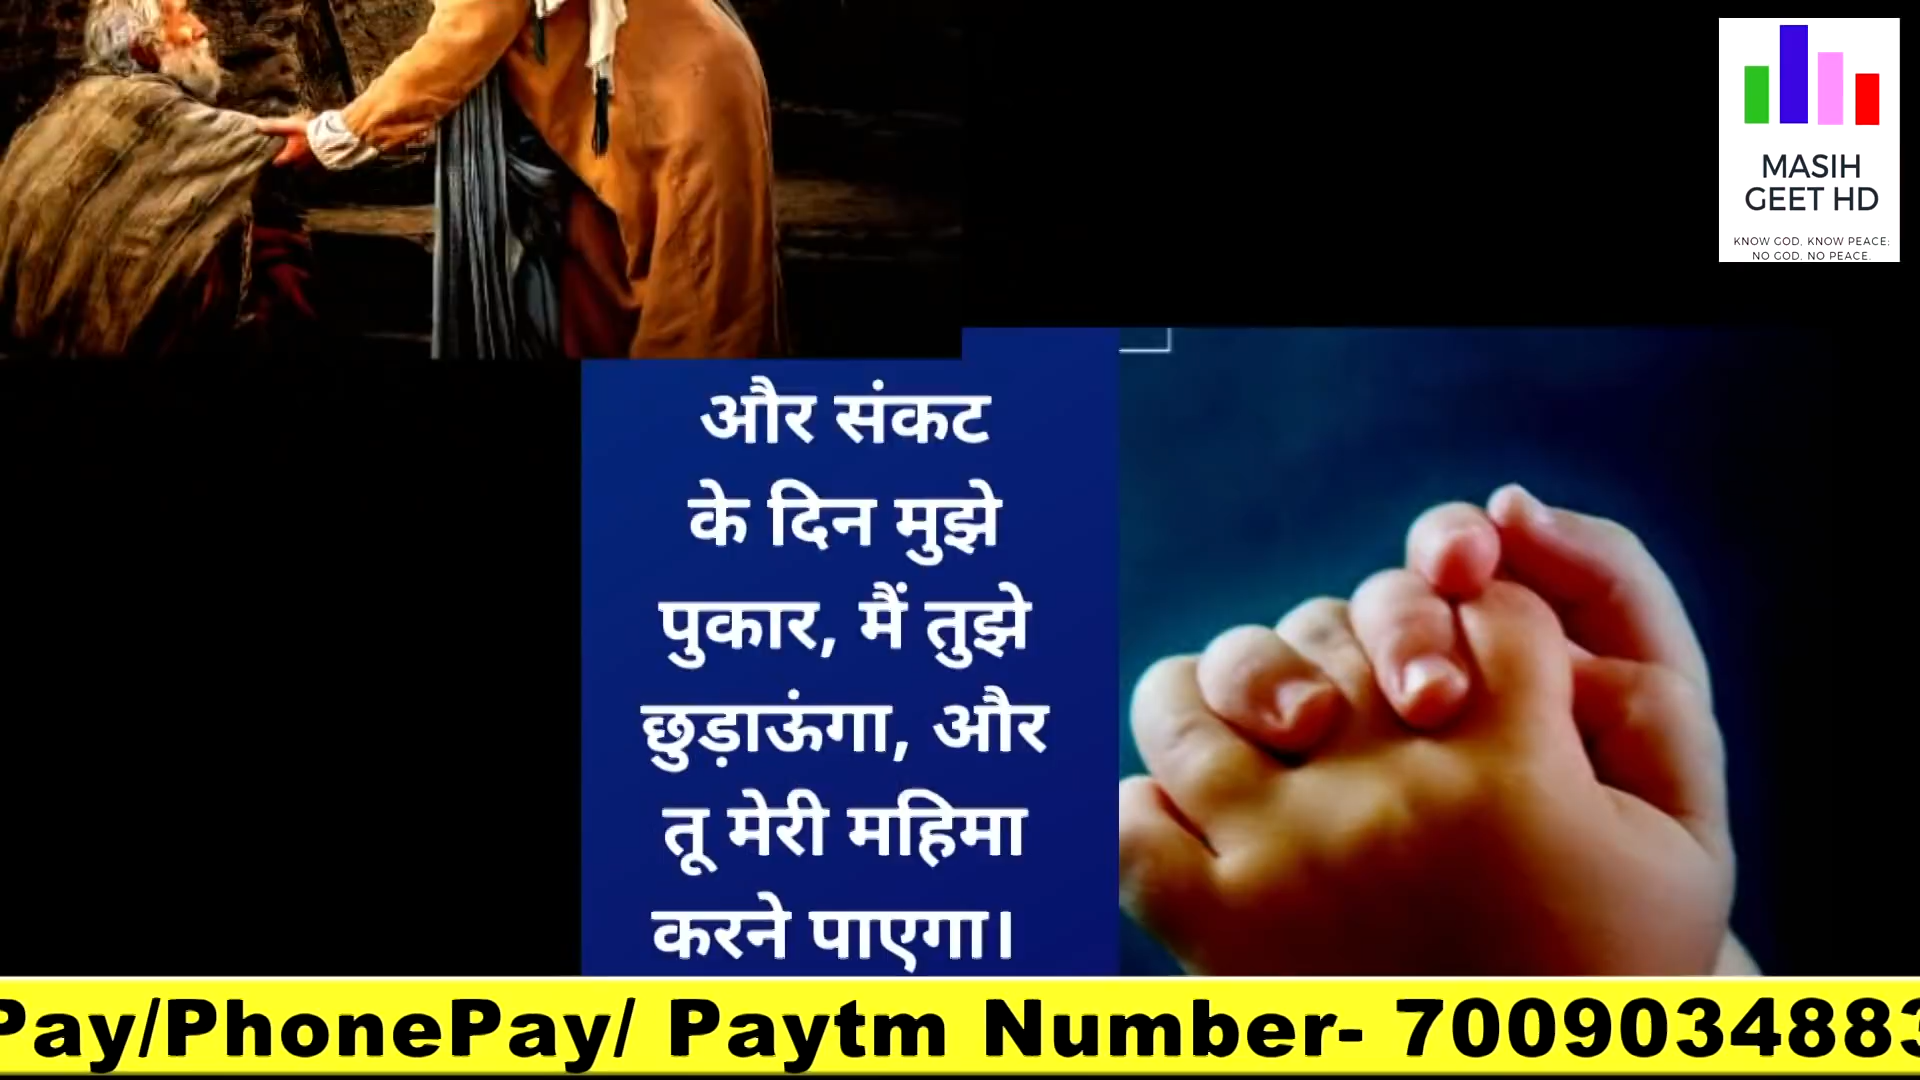 MASIH
GEET HD
KNOW GOD, KNOW PEACE;
NO GOD, NO PEACE.
और संकट
के दिन मुझे
पुकार, मैं तुझे
छुड़ाऊंगा, और
तू मेरी महिमा
करने पाएगा।
Pay/PhonePay/ Paytm Number- 7009034883